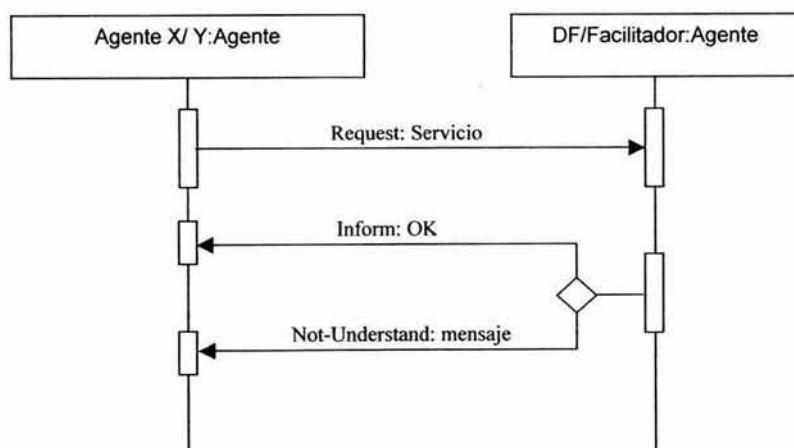 Agente X/ Y:Agente
DF/Facilitador:Agente
Request: Servicio
Inform: OK
Not-Understand: mensaje